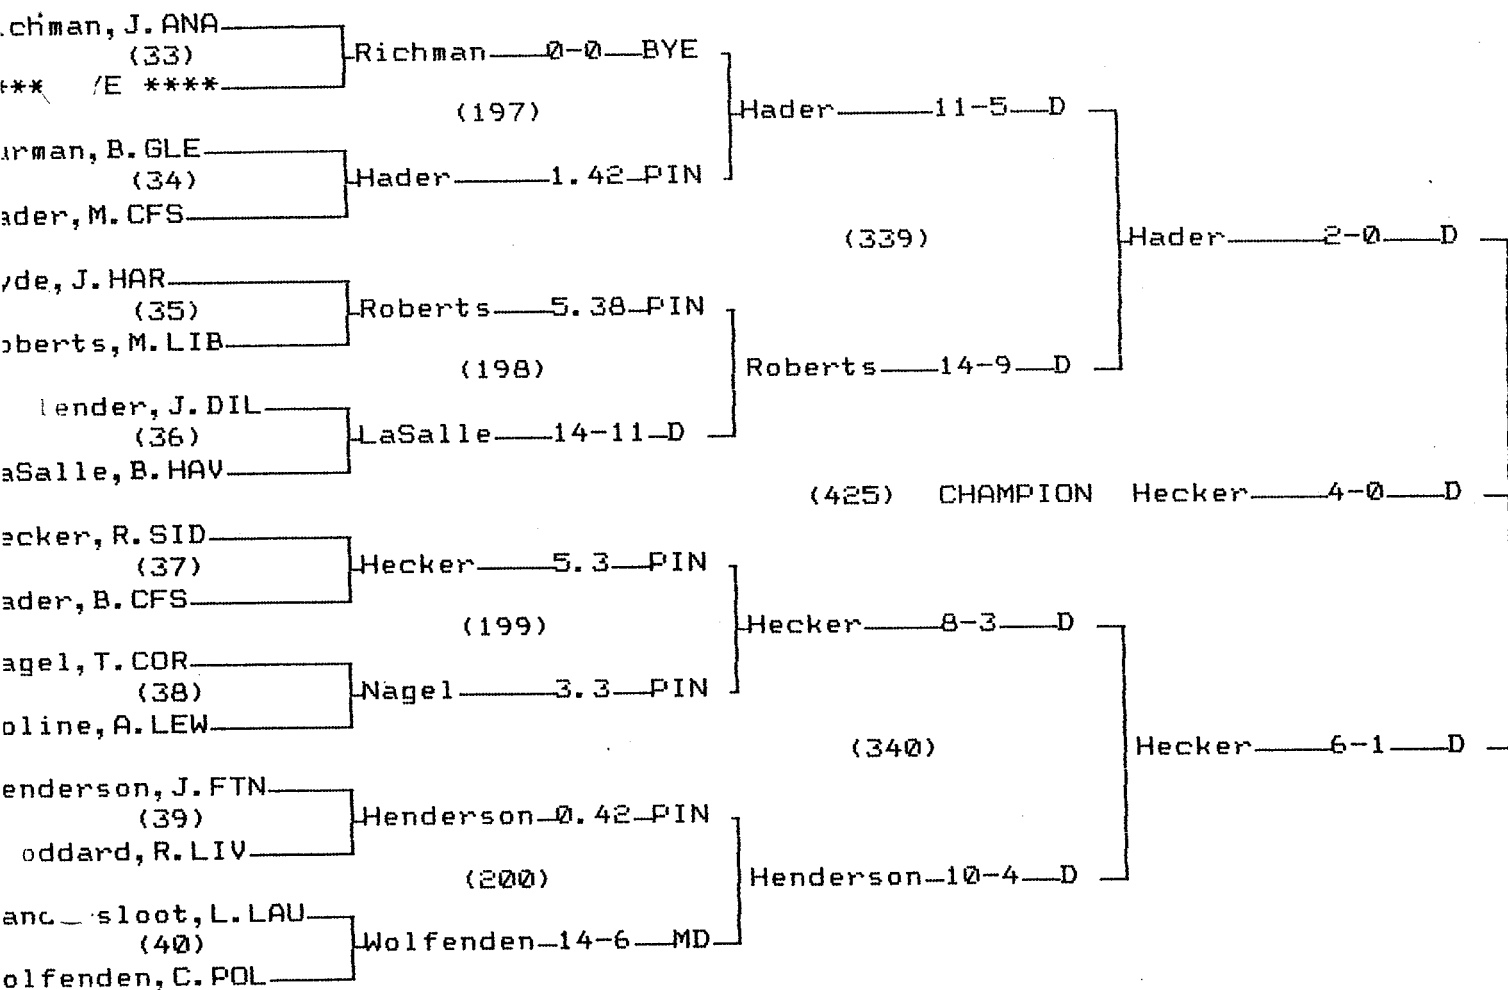 chman, J. ANA
(33) Richman 0-0 BYE
*** /E ****
(197) Hader 11-5 D
urman, B. GLE
(34) Hader 1.42 PIN
ader, M. CFS
(339) Hader 2-0 D
yde, J. HAR
(35) Roberts 5.38 PIN
oberts, M. LIB
(198) Roberts 14-9 D
lender, J. DIL
(36) LaSalle 14-11 D
aSalle, B. HAV
(425) CHAMPION Hecker 4-0 D
ecker, R. SID
(37) Hecker 5.3 PIN
ader, B. CFS
(199) Hecker 8-3 D
agel, T. COR
(38) Nagel 3.3 PIN
oline, A. LEW
(340) Hecker 6-1 D
enderson, J. FTN
(39) Henderson 0.42 PIN
oddard, R. LIV
(200) Henderson 10-4 D
sloot, L. LAU
(40) Wolfenden 14-6 MD
olfenden, C. POL